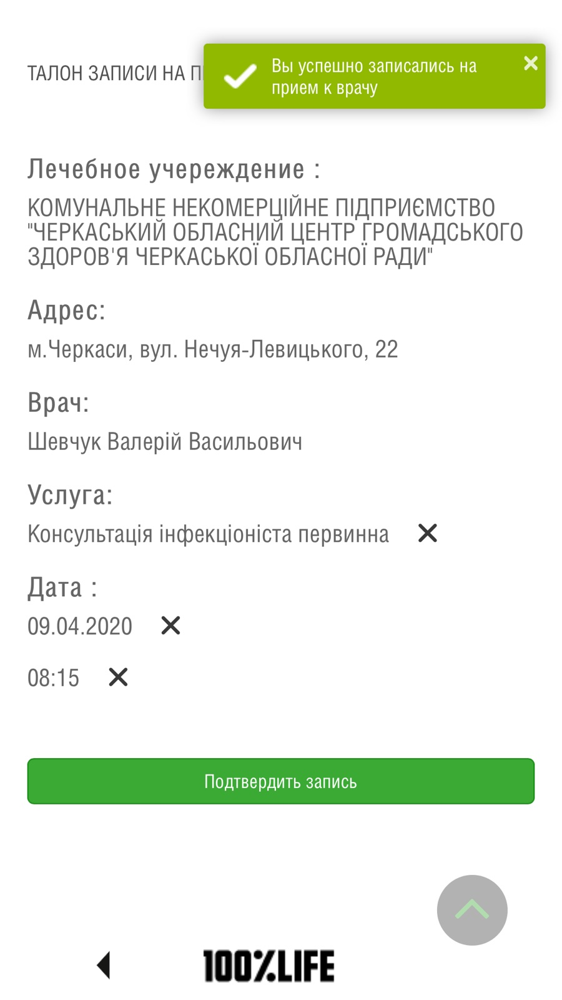 ТАЛОН ЗАПИСИ НА
Вы успешно записались на
прием к врачу
Лечебное учереждение :
КОМУНАЛЬНЕ НЕКОМЕРЦІЙНЕ ПІДПРИЄМСТВО
"ЧЕРКАСЬКИЙ ОБЛАСНИЙ ЦЕНТР ГРОМАДСЬКОГО
ЗДОРОВ'Я ЧЕРКАСЬКОЇ ОБЛАСНОЇ РАДИ"
Адрес:
м.Черкаси, вул. Нечуя-Левицького, 22
Врач:
Шевчук Валерій Васильович
Услуга:
Консультація інфекціоніста первинна
Дата :
09.04.2020
08:15
Подтвердить запись
100%LIFE